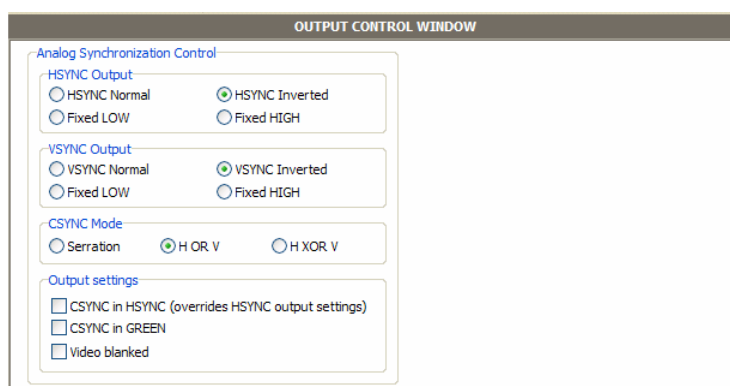 OUTPUT CONTROL WINDOW
Analog Synchronization Control
HSYNC Output
HSYNC Normal HSYNC Inverted
Fixed LOW Fixed HIGH
VSYNC Output
VSYNC Normal VSYNC Inverted
Fixed LOW Fixed HIGH
CSYNC Mode
Serration H OR V H XOR V
Output settings
CSYNC in HSYNC (overrides HSYNC output settings)
CSYNC in GREEN
Video blanked